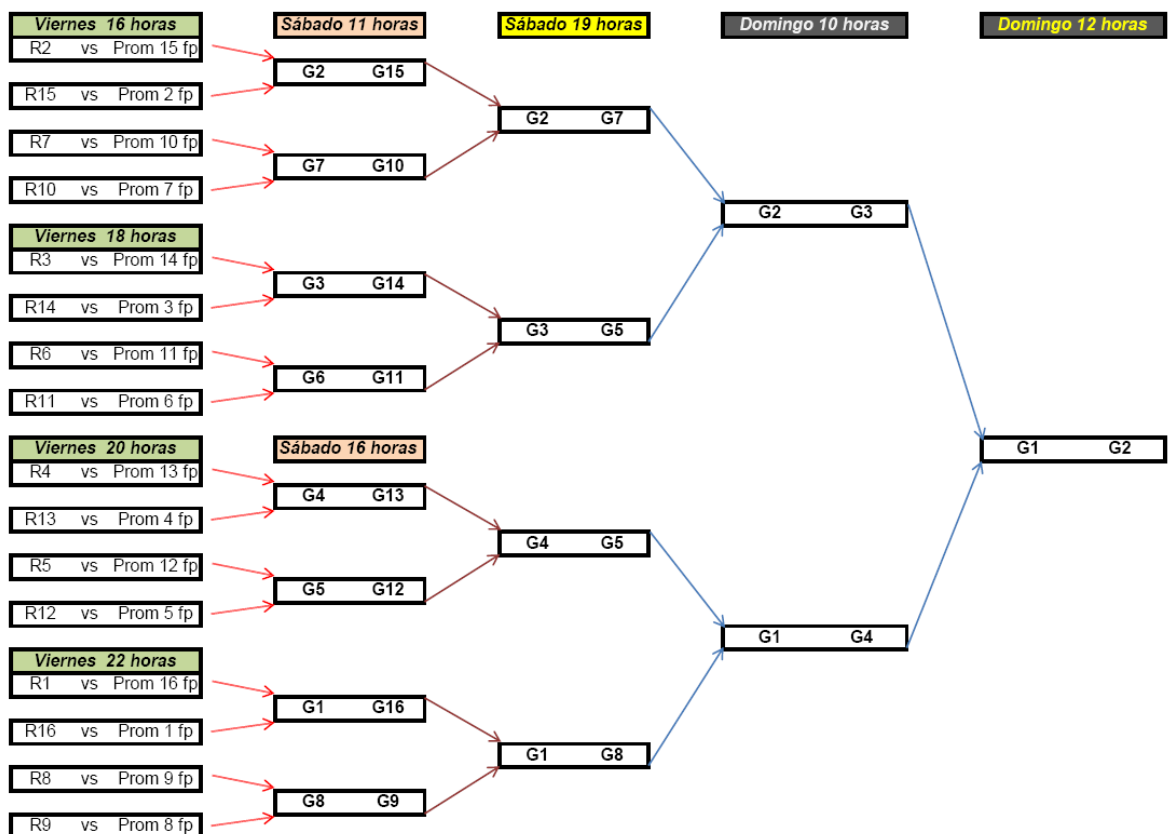 Viernes 16 horas Sábado 11 horas Sábado 19 horas Domingo 10 horas Domingo 12 horas
R2 vs Prom 15 fp
G2 G15
R15 vs Prom 2 fp
G2 G7
R7 vs Prom 10 fp
G7 G10
R10 vs Prom 7 fp
G2 G3
Viernes 18 horas
R3 vs Prom 14 fp
G3 G14
R14 vs Prom 3 fp
G3 G5
R6 vs Prom 11 fp
G6 G11
R11 vs Prom 6 fp
Viernes 20 horas Sábado 16 horas
G1 G2
R4 vs Prom 13 fp
G4 G13
R13 vs Prom 4 fp
G4 G5
R5 vs Prom 12 fp
G5 G12
R12 vs Prom 5 fp
G1 G4
Viernes 22 horas
R1 vs Prom 16 fp
G1 G16
R16 vs Prom 1 fp
G1 G8
R8 vs Prom 9 fp
G8 G9
R9 vs Prom 8 fp